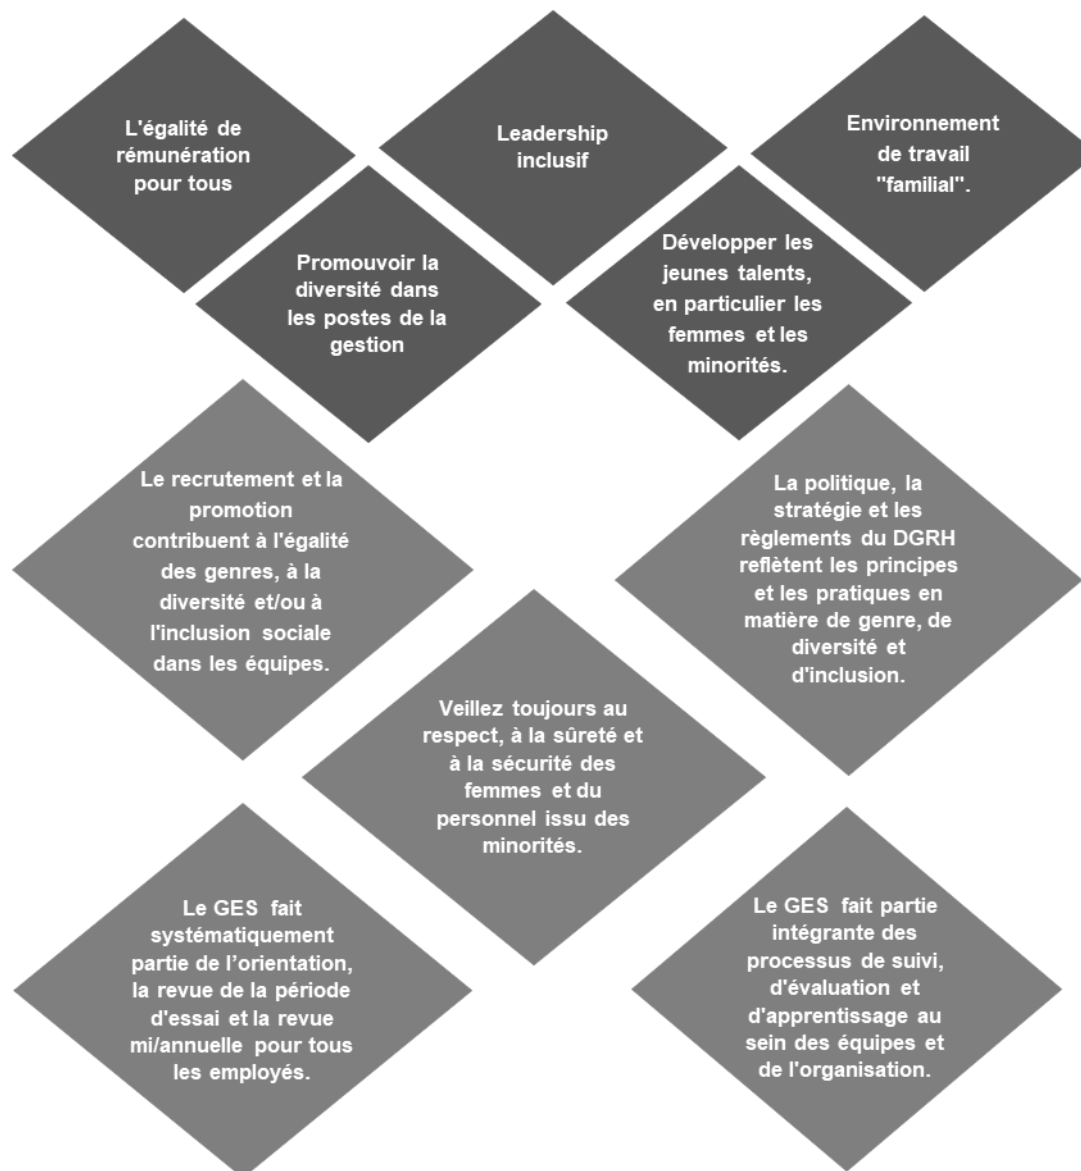 L'égalité de
rémunération
pour tous
Leadership
inclusif
Environnement
de travail
"familial".
Promouvoir la
diversité dans
les postes de la
gestion
Développer les
jeunes talents,
en particulier les
femmes et les
minorités.
Le recrutement et la
promotion
contribuent à l'égalité
des genres, à la
diversité et/ou à
l'inclusion sociale
dans les équipes.
La politique, la
stratégie et les
règlements du DGRH
reflètent les principes
et les pratiques en
matière de genre, de
diversité et
d'inclusion.
Veillez toujours au
respect, à la sûreté et
à la sécurité des
femmes et du
personnel issu des
minorités.
Le GES fait
systématiquement
partie de l’orientation,
la revue de la période
d'essai et la revue
mi/annuelle pour tous
les employés.
Le GES fait partie
intégrante des
processus de suivi,
d'évaluation et
d'apprentissage au
sein des équipes et
de l'organisation.